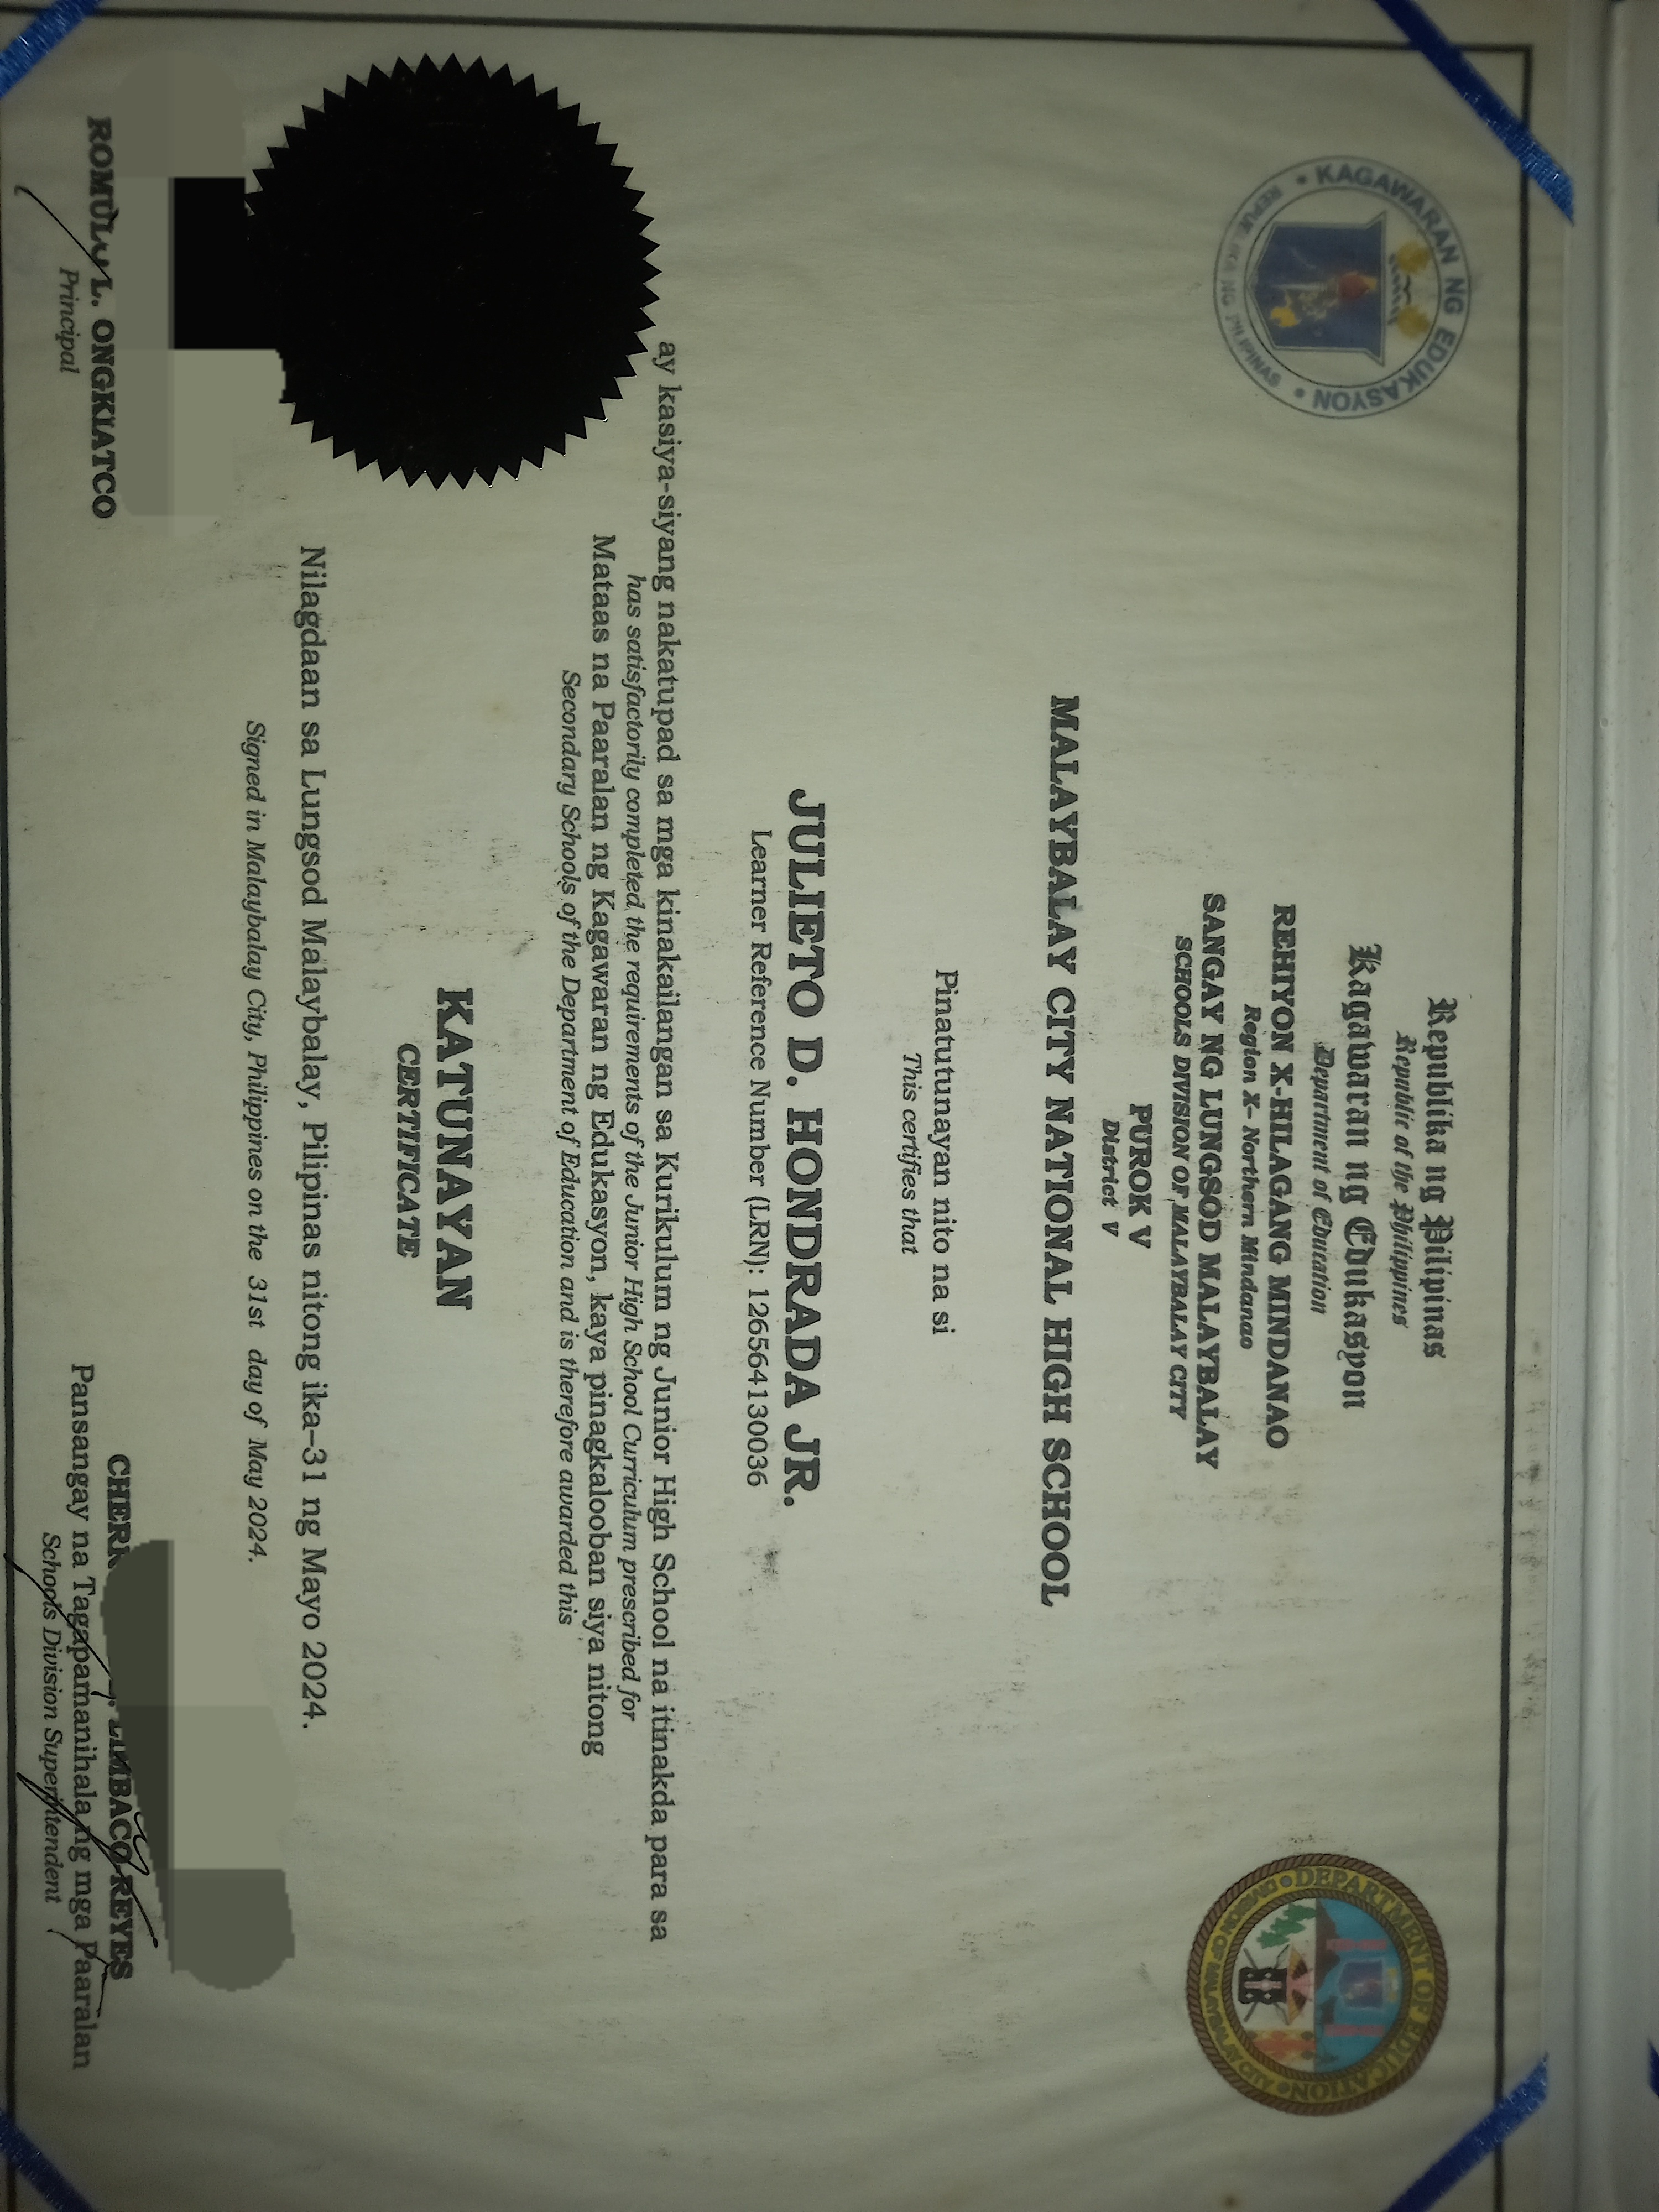 Republika ng Pilipinas
Republic of the Philippines
Kagawaran ng Edukasyon
Department of Education
REHIYON X-HILAGANG MINDANAO
Region X- Northern Mindanao
SANGAY NG LUNGSOD MALAYBALAY
SCHOOLS DIVISION OF MALAYBALAY CITY
PUROK V
District V
MALAYBALAY CITY NATIONAL HIGH SCHOOL
Pinatutunayan nito na si
This certifies that
JULIETO D. HONDRADA JR.
Learner Reference Number (LRN): 126564130036
ay kasiya-siyang nakatupad sa mga kinakailangan sa Kurikulum ng Junior High School na itinakda para sa
has satisfactorily completed the requirements of the Junior High School Curriculum prescribed for
Mataas na Paaralan ng Kagawaran ng Edukasyon, kaya pinagkalooban siya nitong
Secondary Schools of the Department of Education and is therefore awarded this
KATUNAYAN
CERTIFICATE
Nilagdaan sa Lungsod Malaybalay, Pilipinas nitong ika–31 ng Mayo 2024.
Signed in Malaybalay City, Philippines on the 31st day of May 2024.
ROMULO L. ONGKIATCO
Principal
LIMBACO REYES
Pansangay na Tagapamanihala ng mga Paaralan
Schools Division Superintendent
KAGAWARAN NG EDUKASYON
REPUBLIKA NG PILIPINAS
DEPARTMENT OF EDUCATION
DIVISION OF MALAYBALAY CITY